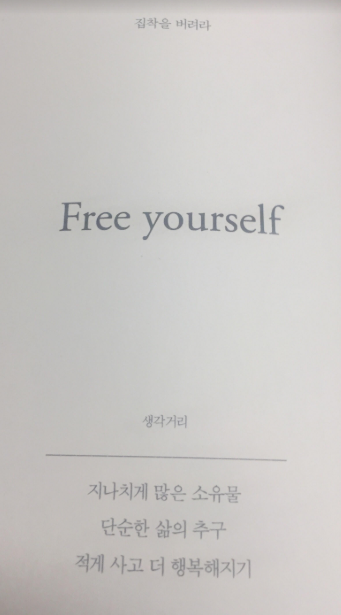 집착을 버려라
Free yourself
생각거리
지나치게 많은 소유물
단순한 삶의 추구
적게 사고 더 행복해지기